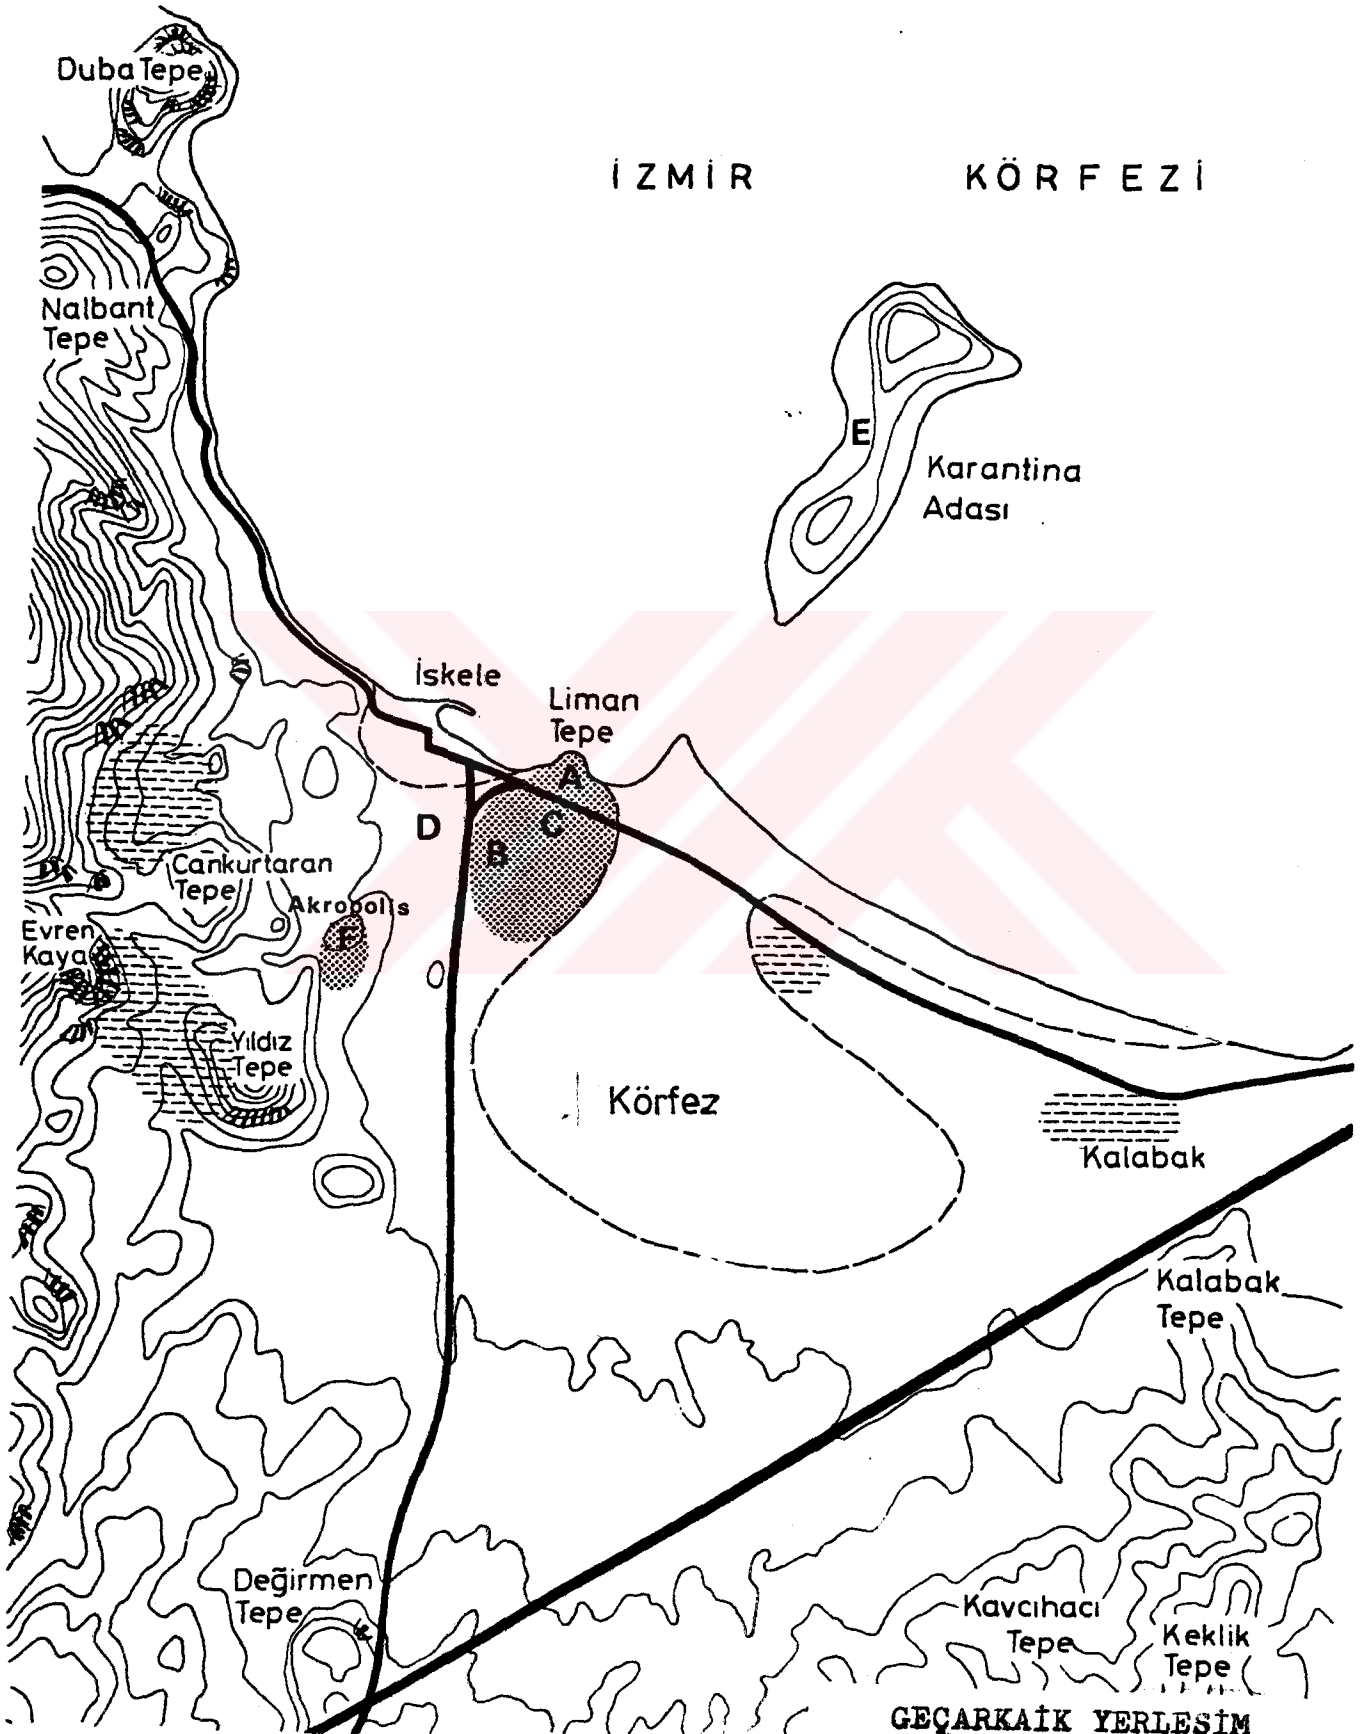 Duba Tepe
İZMİR KÖRFEZİ
Nalbant
Tepe
E
Karantina
Adası
İskele
Liman
Tepe
A
D
C
B
Cankurtaran
Tepe
Akropolis
F
Evren
Kaya
Yıldız
Tepe
Körfez
Kalabak
Kalabak
Tepe
Değirmen
Tepe
Kavcıhacı
Tepe
Keklik
Tepe
GEÇARKAİK YERLEŞİM